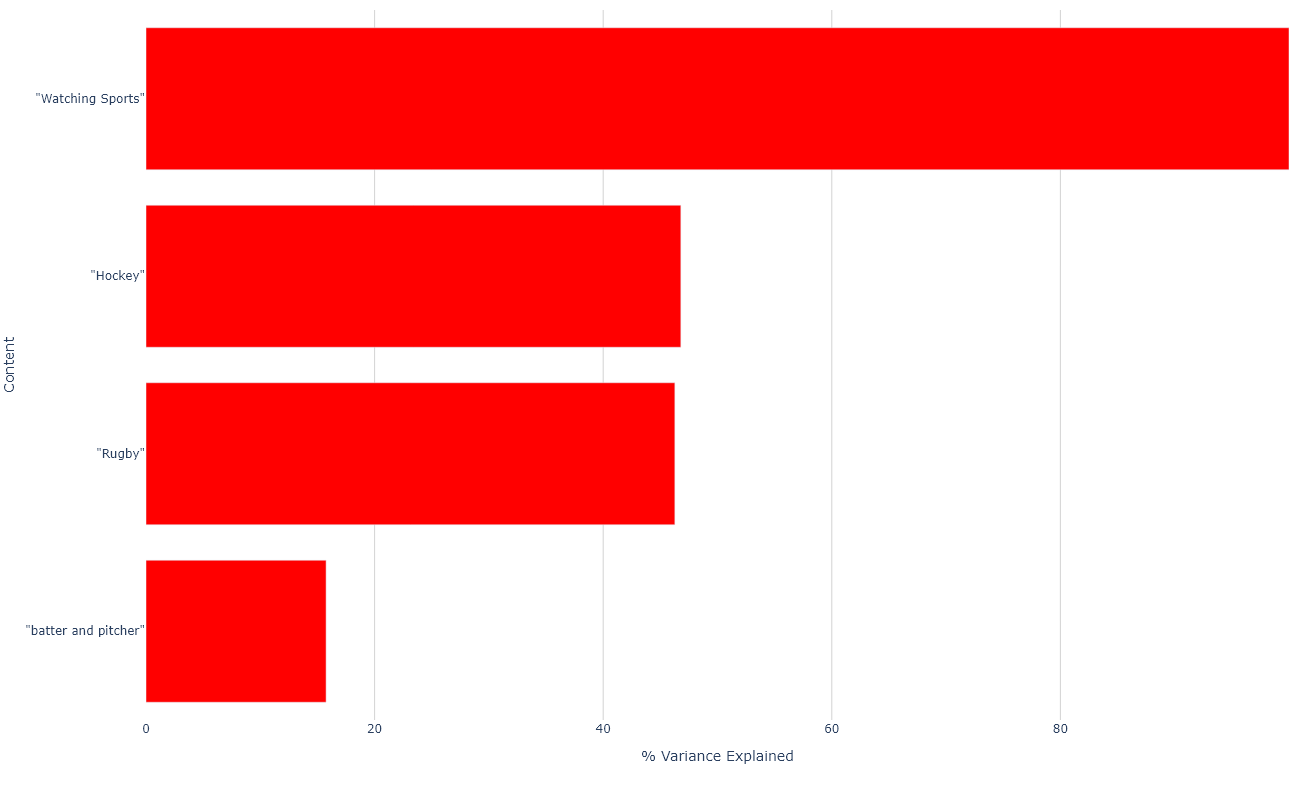 "Watching Sports"
"Hockey"
"Rugby"
"batter and pitcher"
Content
0 20 40 60 80
% Variance Explained